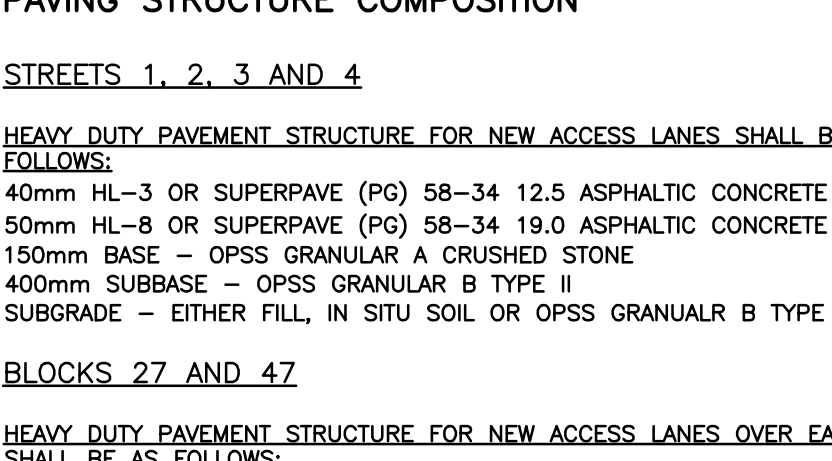 PAVING STRUCTURE COMPOSITION
STREETS 1, 2, 3 AND 4
HEAVY DUTY PAVEMENT STRUCTURE FOR NEW ACCESS LANES SHALL
FOLLOWS:
40mm HL-3 OR SUPERPAVE (PG) 58-34 12.5 ASPHALTIC CONCRETE
50mm HL-8 OR SUPERPAVE (PG) 58-34 19.0 ASPHALTIC CONCRETE
150mm BASE - OPSS GRANULAR A CRUSHED STONE
400mm SUBBASE - OPSS GRANULAR B TYPE II
SUBGRADE - EITHER FILL, IN SITU SOIL OR OPSS GRANUALR B TYPE
BLOCKS 27 AND 47
HEAVY DUTY PAVEMENT STRUCTURE FOR NEW ACCESS LANES OVER
SHALL BE AS FOLLOWS: